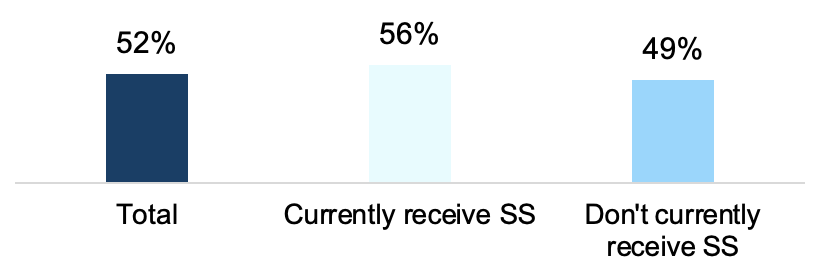 52%
56%
49%
Total
Currently receive SS
Don't currently
receive SS